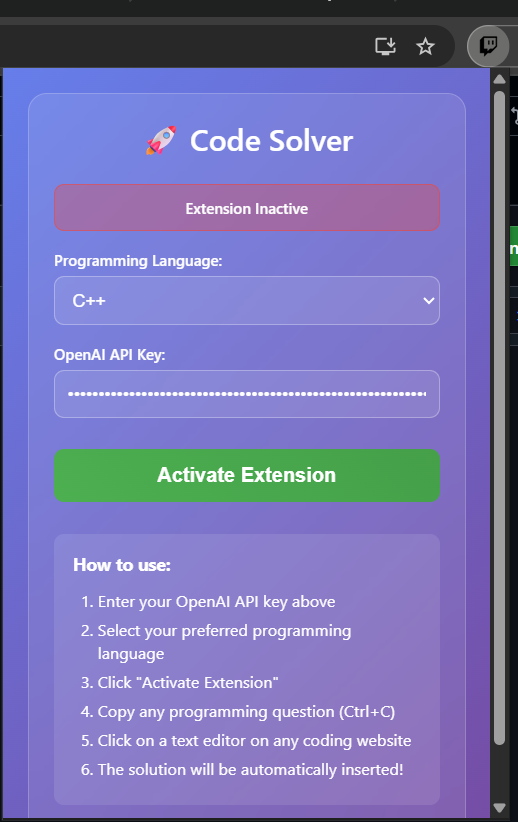 🚀 Code Solver
Extension Inactive
Programming Language:
C++
OpenAI API Key:
Activate Extension
How to use:
1. Enter your OpenAI API key above
2. Select your preferred programming
language
3. Click "Activate Extension"
4. Copy any programming question (Ctrl+C)
5. Click on a text editor on any coding website
6. The solution will be automatically inserted!